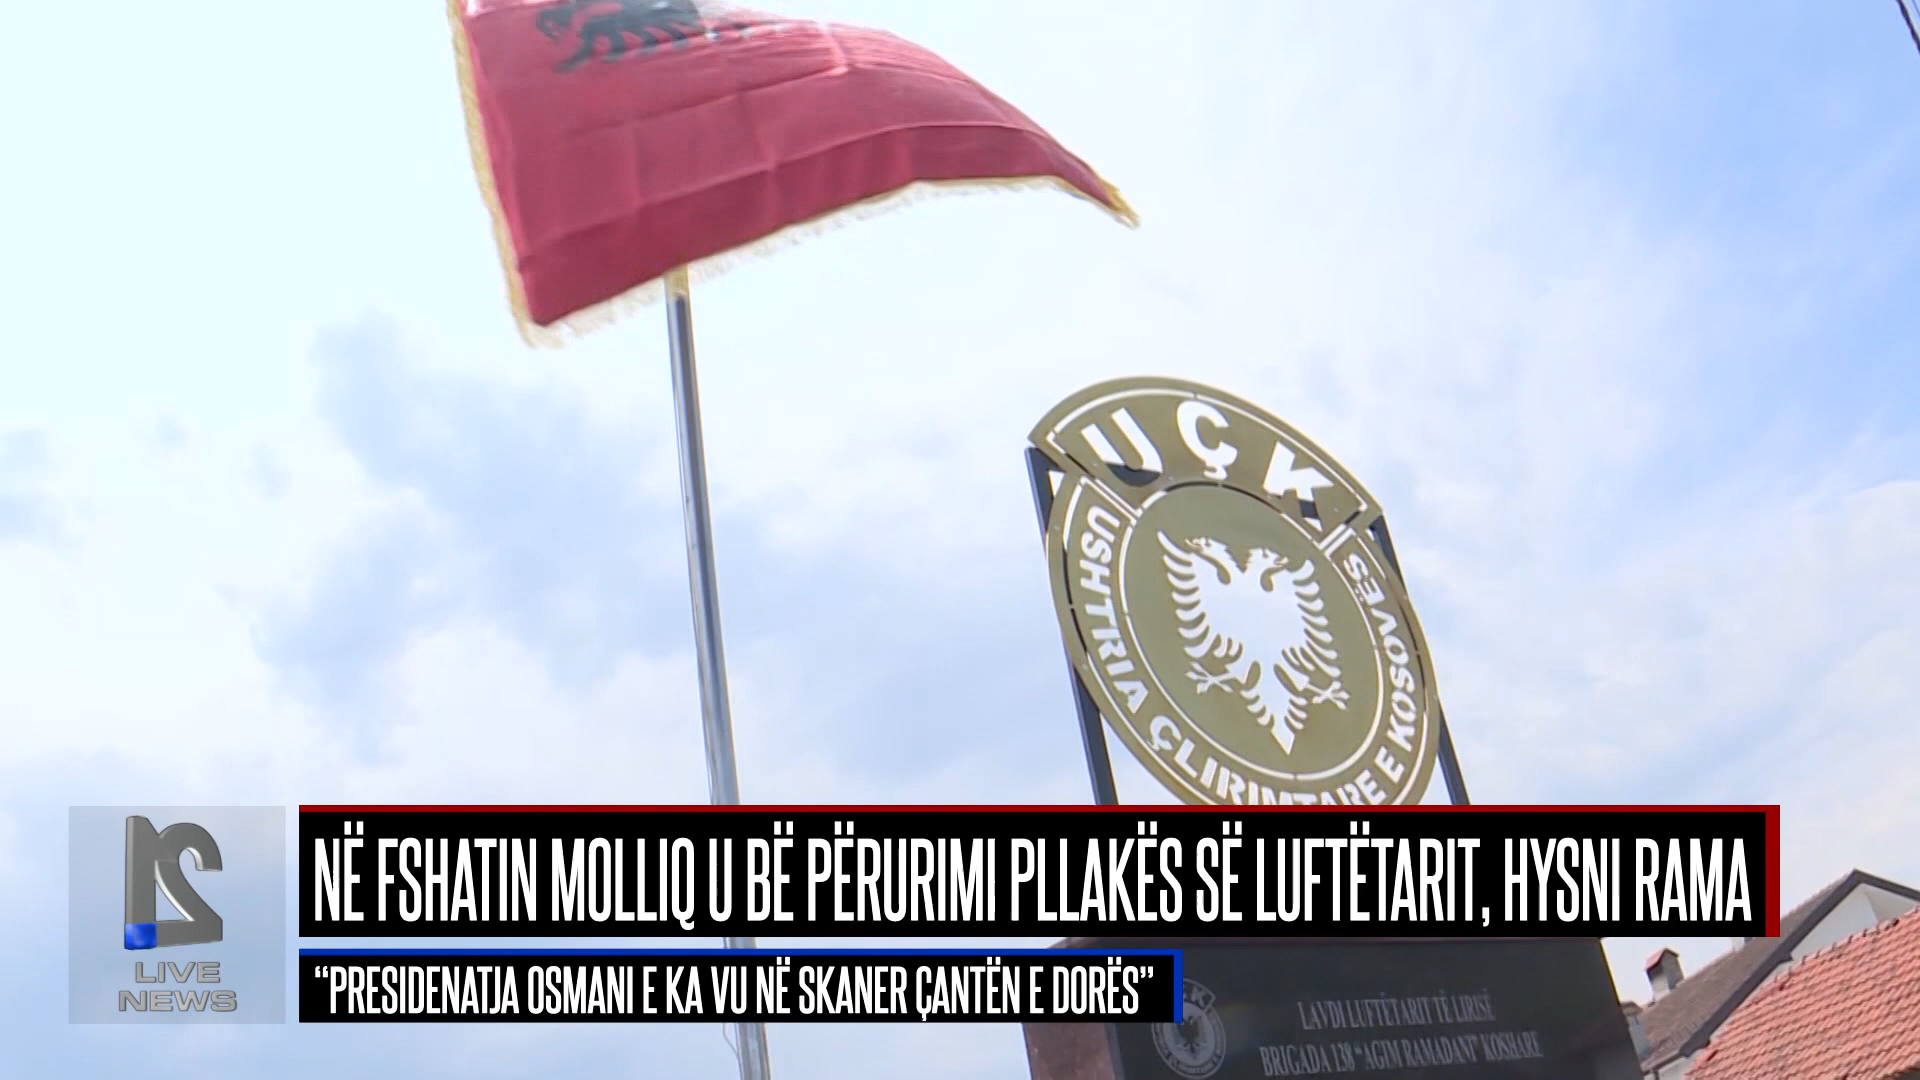 UÇK
USHTRIA ÇLIRIMTARE E KOSOVËS
NË FSHATIN MOLLIQ U BË PËRURIMI PLLAKËS SË LUFTËTARIT, HYSNI RAMA
“PRESIDENATJA OSMANI E KA VU NË SKANER ÇANTËN E DORËS”
LIVE
NEWS
LAVDI LUFTËTARIT TË LIRISË
BRIGADA 138 "AGIM RAMADANI" KOSHARE